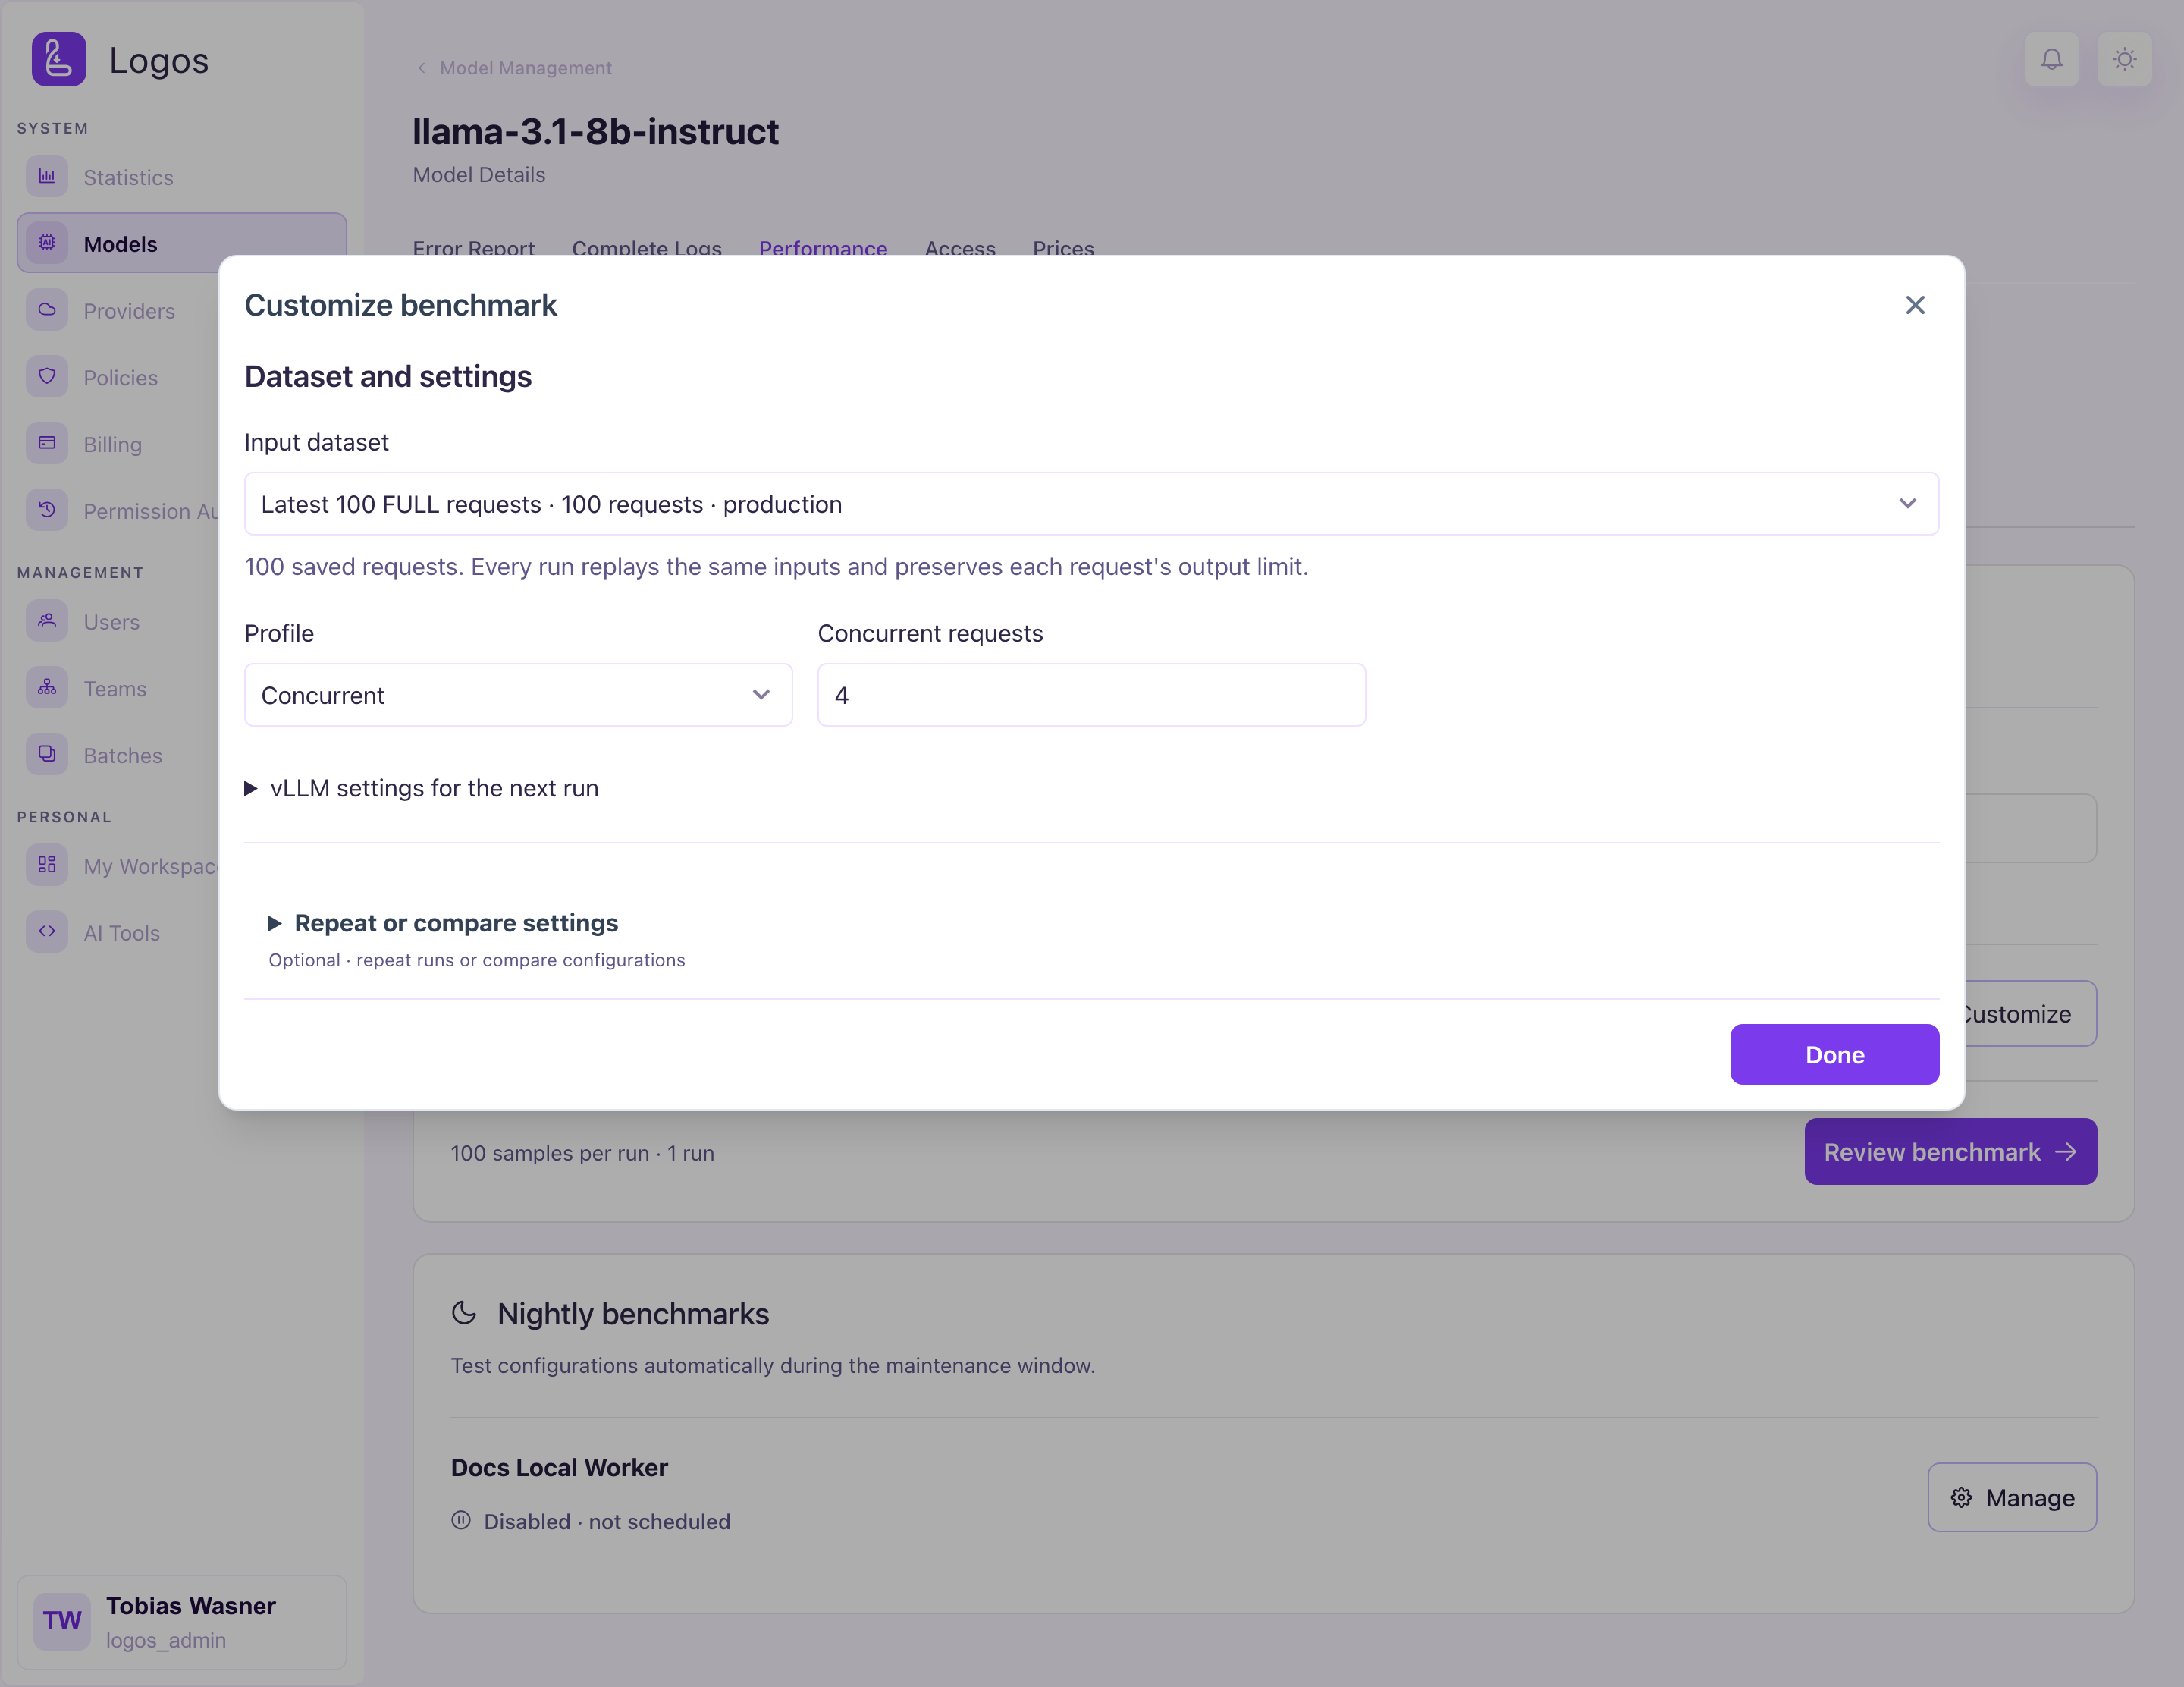 Logos
SYSTEM
Statistics
Models
Providers
Policies
Billing
Permission Au
MANAGEMENT
Users
Teams
Batches
PERSONAL
My Workspac
AI Tools
TW
Tobias Wasner
logos_admin
Model Management
llama-3.1-8b-instruct
Model Details
Error Report Complete Logs Performance Access Prices
Customize benchmark
Dataset and settings
Input dataset
Latest 100 FULL requests · 100 requests · production
100 saved requests. Every run replays the same inputs and preserves each request's output limit.
Profile Concurrent requests
Concurrent 4
vLLM settings for the next run
Repeat or compare settings
Optional · repeat runs or compare configurations
Customize
Done
100 samples per run · 1 run
Review benchmark
Nightly benchmarks
Test configurations automatically during the maintenance window.
Docs Local Worker
Disabled · not scheduled
Manage